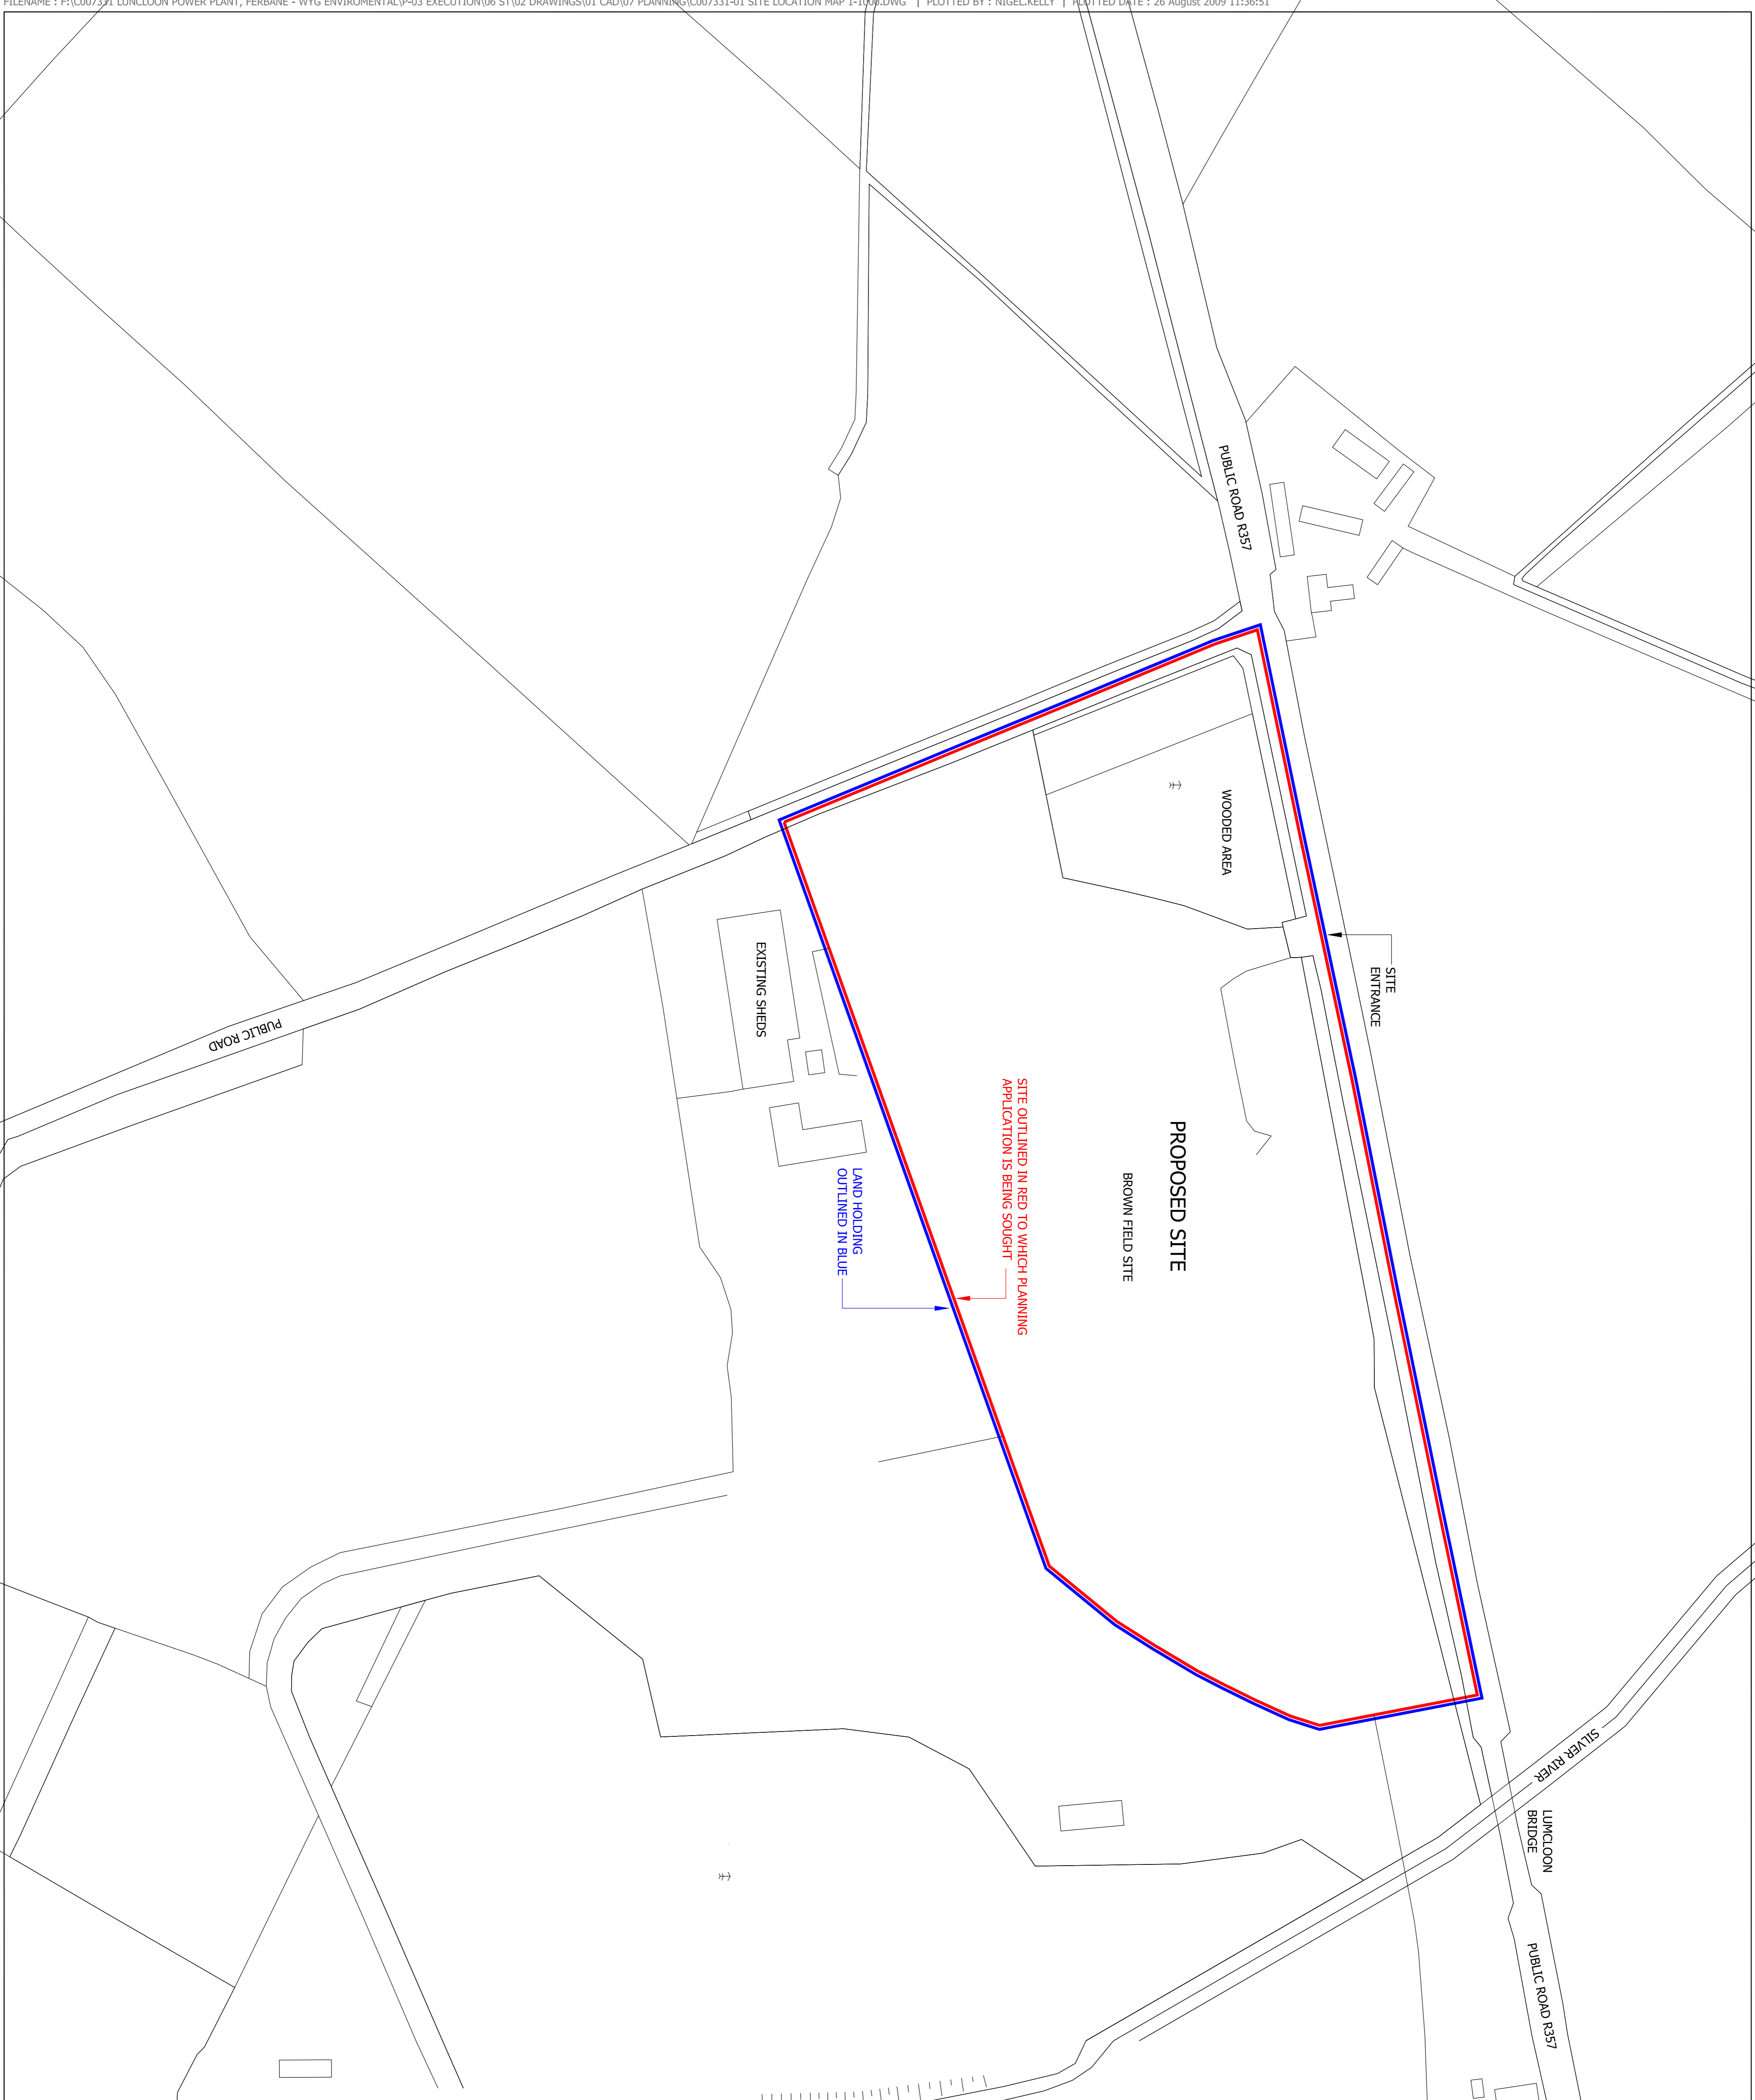 FILENAME : F:\C007331 LUNCLOON POWER PLANT, FERBANE - WYG ENVIROMENTAL\P-03 EXECUTION\06 ST\02 DRAWINGS\01 CAD\07 PLANNING\C007331-01 SITE LOCATION MAP 1-1000.DWG | PLOTTED BY : NIGEL.KELLY | PLOTTED DATE : 26 August 2009 11:36:51
PUBLIC ROAD R357
WOODED AREA
SITE
ENTRANCE
EXISTING SHEDS
PUBLIC ROAD
SITE OUTLINED IN RED TO WHICH PLANNING
APPLICATION IS BEING SOUGHT
PROPOSED SITE
BROWN FIELD SITE
LAND HOLDING
OUTLINED IN BLUE
SILVER RIVER
LUMCLOON
BRIDGE
PUBLIC ROAD R357